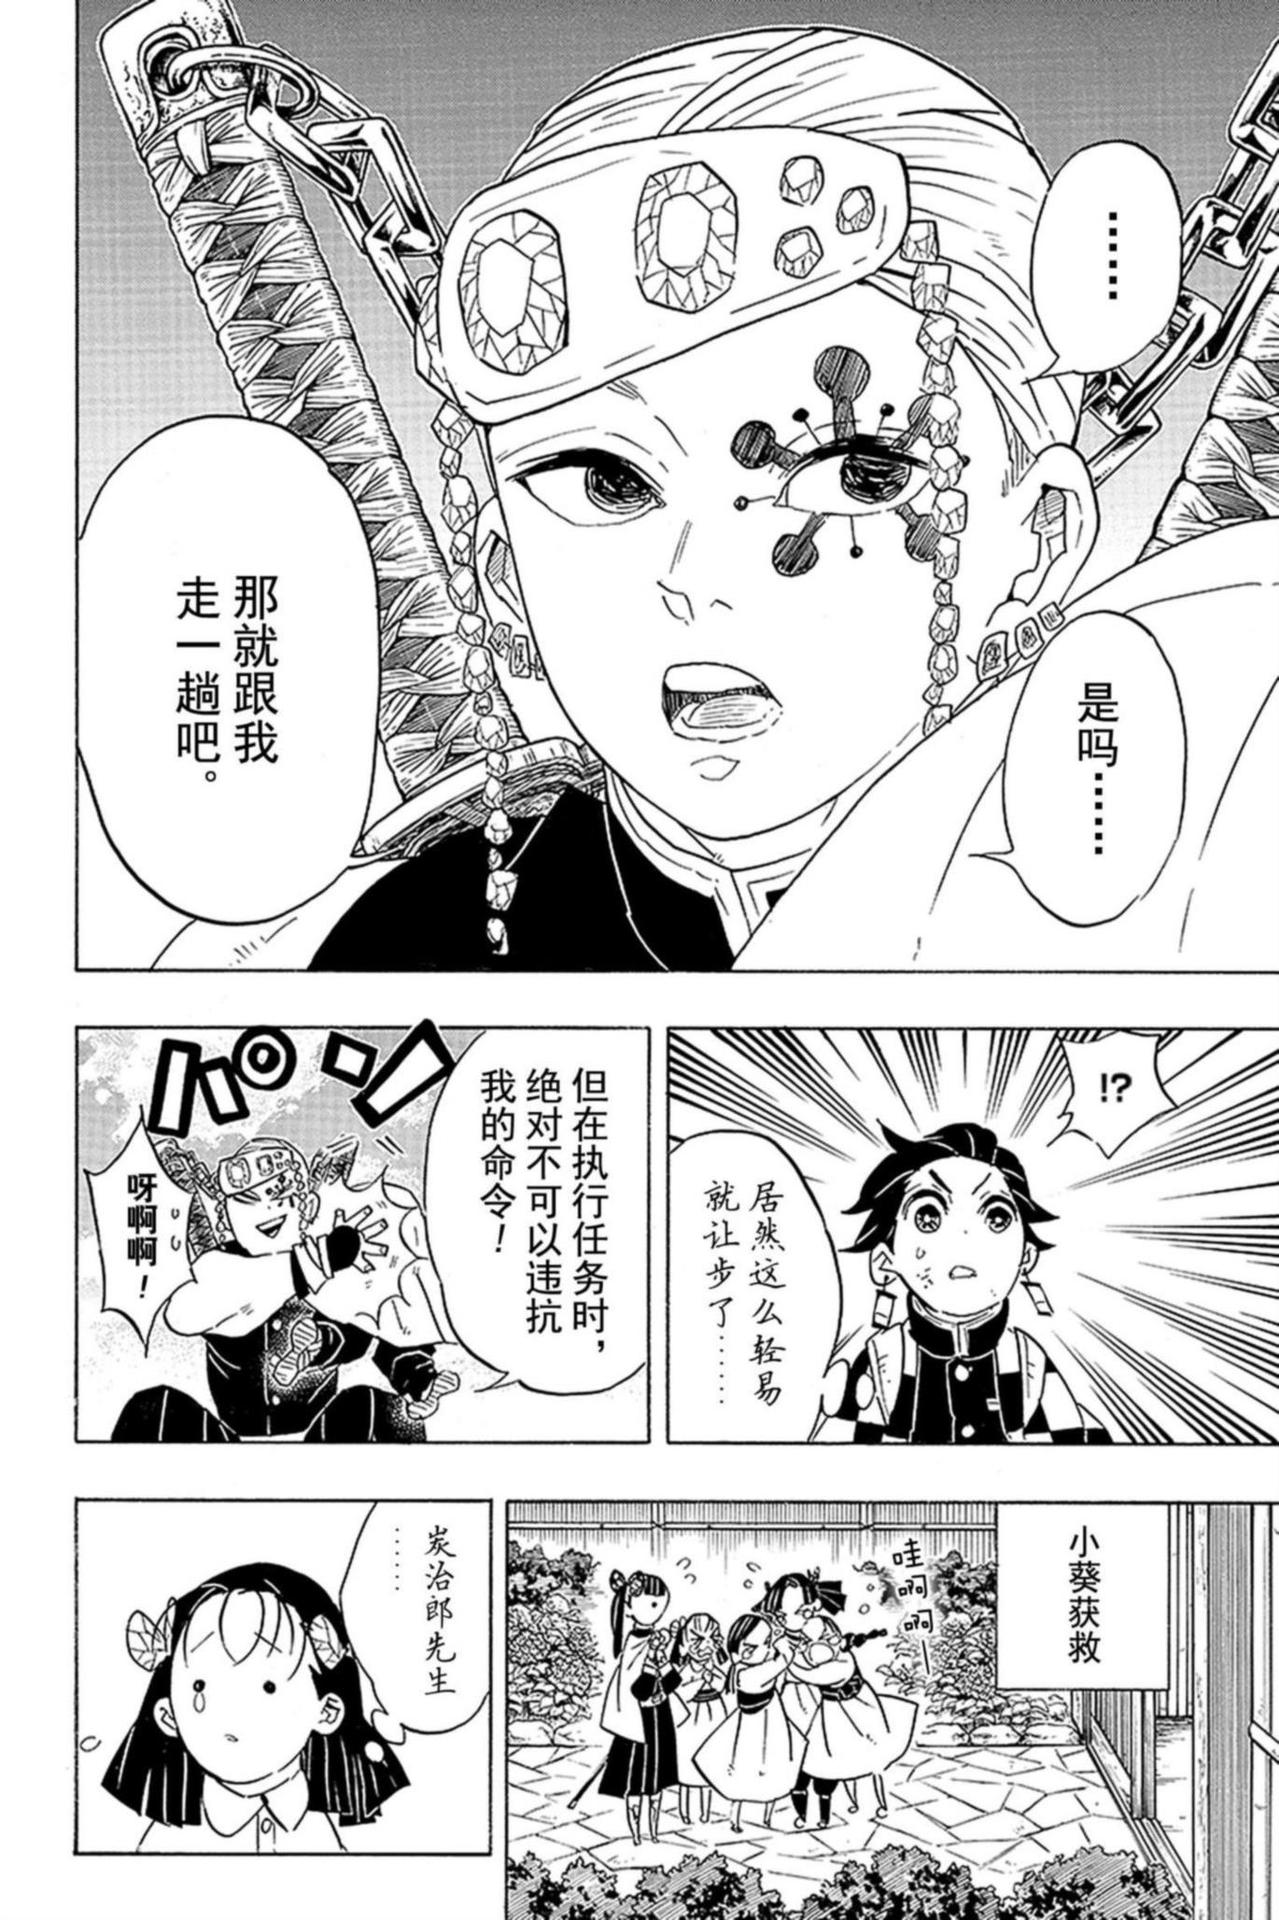 ……
是吗……
那就跟我
走一趟吧。
!?
居然这么轻易
就让步了……
但在执行任务时，
绝对不可以违抗
我的命令！
パッ
呀啊啊！
小葵获救
哇啊啊—
炭治郎先生
……